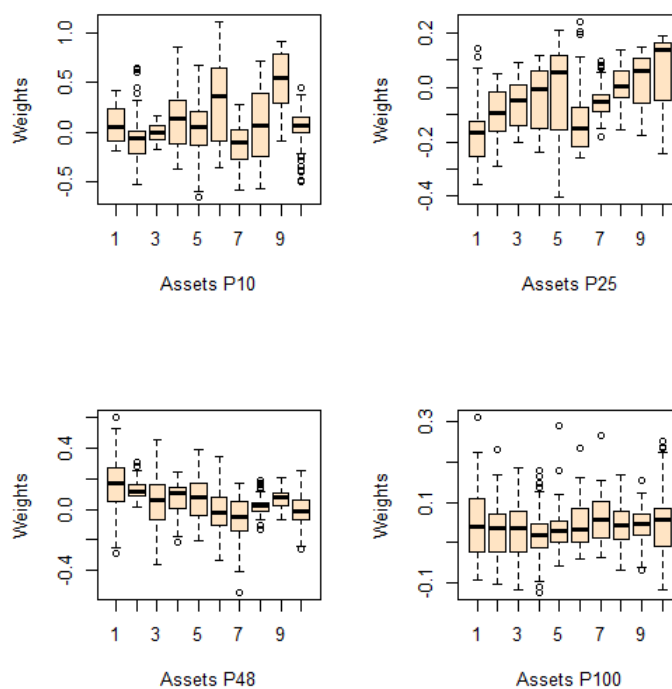 Weights
1.0
0.5
0.0
-0.5
1 3 5 7 9
Assets P10
Weights
0.2
0.0
-0.2
-0.4
1 3 5 7 9
Assets P25
Weights
0.4
0.0
-0.4
1 3 5 7 9
Assets P48
Weights
0.3
0.1
-0.1
1 3 5 7 9
Assets P100